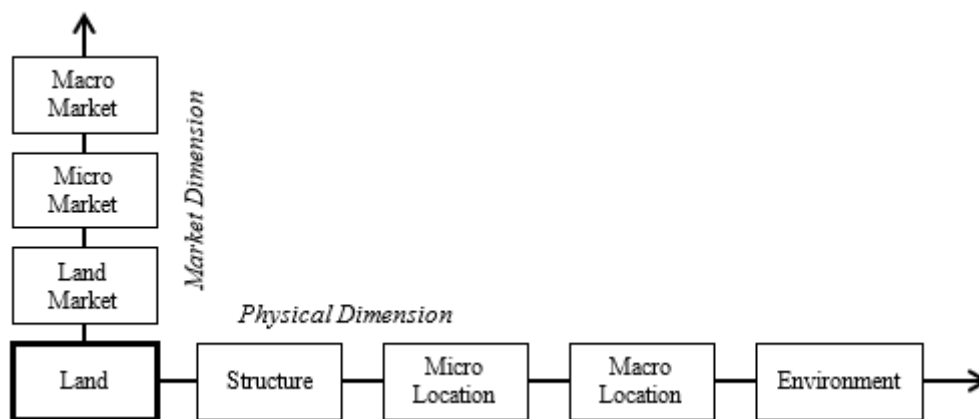 Macro
Market
Micro
Market
Market Dimension
Land
Market
Physical Dimension
Land
Structure
Micro
Location
Macro
Location
Environment